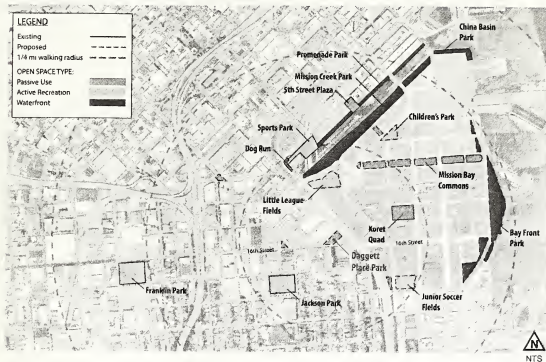 LEGEND
Existing
Proposed
1/4 mi walking radius
OPEN SPACE TYPE:
Passive Use
Active Recreation
Waterfront
China Basin
Park
Promenade Park
Mission Creek Park
5th Street Plaza
Sports Park
Dog Run
Children's Park
Mission Bay
Commons
Little League
Fields
Koret
Quad
Bay Front
Park
16th Street
16th Street
Daggett
Place Park
Franklin Park
Jackson Park
Junior Soccer
Fields
N
NTS